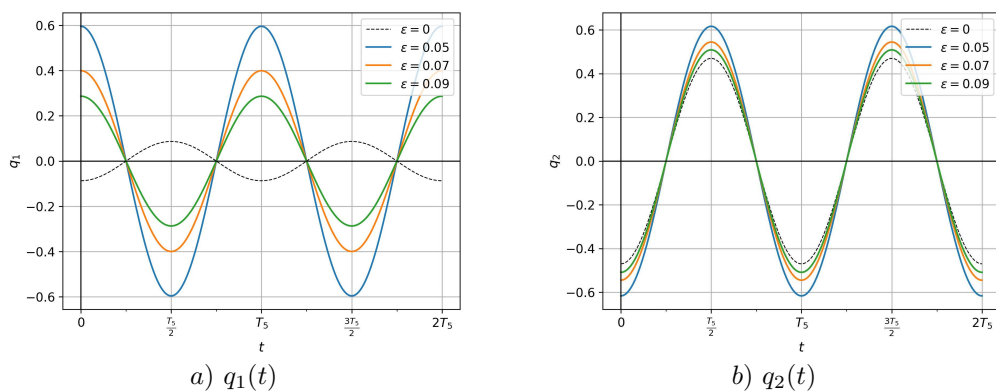 0.6
0.4
0.2
0.0
−0.2
−0.4
−0.6
q₁
ε = 0
ε = 0.05
ε = 0.07
ε = 0.09
0
T₅/2
T₅
3T₅/2
2T₅
t
a) q₁(t)
0.6
0.4
0.2
0.0
−0.2
−0.4
−0.6
q₂
ε = 0
ε = 0.05
ε = 0.07
ε = 0.09
0
T₅/2
T₅
3T₅/2
2T₅
t
b) q₂(t)